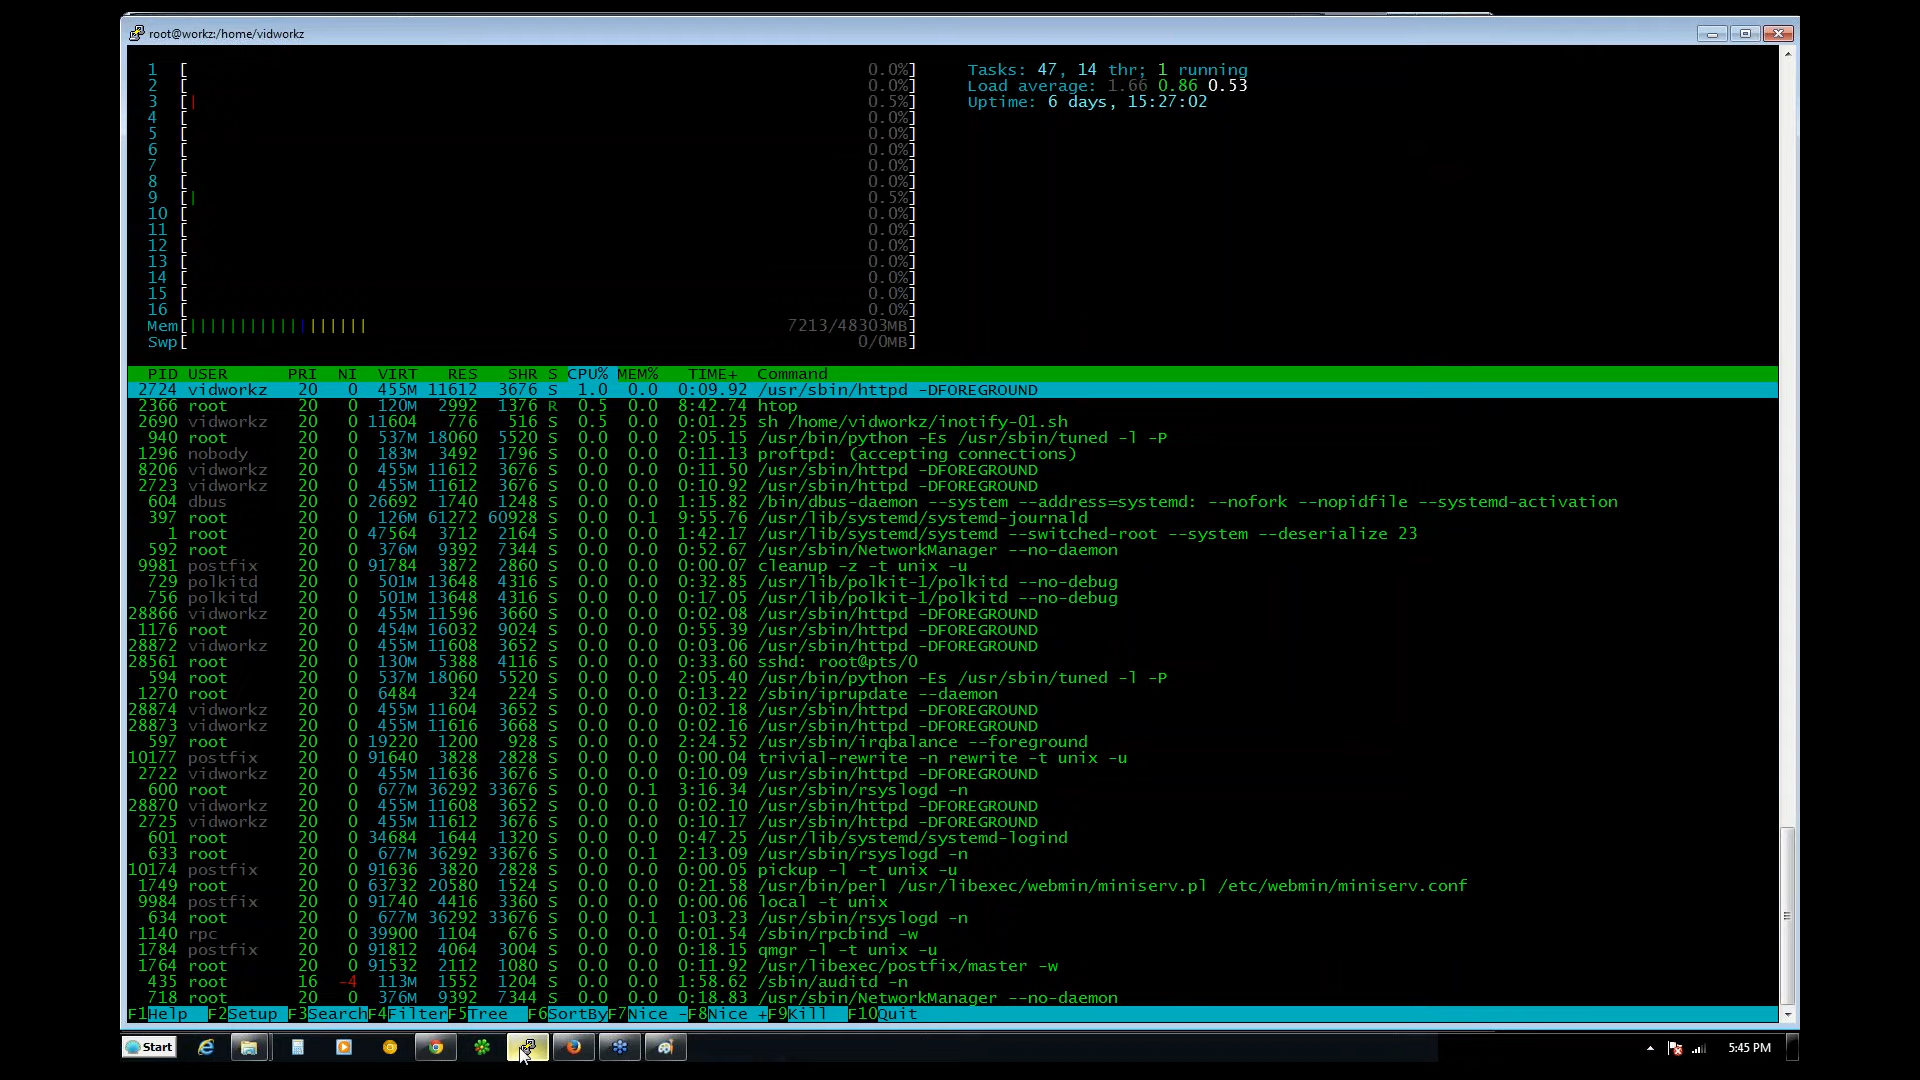 root@workz:/home/vidworkz
1 [ 0.0%] Tasks: 47, 14 thr; 1 running
2 [ 0.0%] Load average: 1.66 0.86 0.53
3 [| 0.5%] Uptime: 6 days, 15:27:02
4 [ 0.0%]
5 [ 0.0%]
6 [ 0.0%]
7 [ 0.0%]
8 [ 0.0%]
9 [| 0.5%]
10 [ 0.0%]
11 [ 0.0%]
12 [ 0.0%]
13 [ 0.0%]
14 [ 0.0%]
15 [ 0.0%]
16 [ 0.0%]
Mem[|||||||||||||||||| 7213/48303MB]
Swp[ 0/0MB]
PID USER PRI NI VIRT RES SHR S CPU% MEM% TIME+ Command
2724 vidworkz 20 0 455M 11612 3676 S 1.0 0.0 0:09.92 /usr/sbin/httpd -DFOREGROUND
2366 root 20 0 120M 2992 1376 R 0.5 0.0 8:42.74 htop
2690 vidworkz 20 0 11604 776 516 S 0.5 0.0 0:01.25 sh /home/vidworkz/inotify-01.sh
940 root 20 0 537M 18060 5520 S 0.0 0.0 2:05.15 /usr/bin/python -Es /usr/sbin/tuned -l -P
1296 nobody 20 0 183M 3492 1796 S 0.0 0.0 0:11.13 proftpd: (accepting connections)
8206 vidworkz 20 0 455M 11612 3676 S 0.0 0.0 0:11.50 /usr/sbin/httpd -DFOREGROUND
2723 vidworkz 20 0 455M 11612 3676 S 0.0 0.0 0:10.92 /usr/sbin/httpd -DFOREGROUND
604 dbus 20 0 26692 1740 1248 S 0.0 0.0 1:15.82 /bin/dbus-daemon --system --address=systemd: --nofork --nopidfile --systemd-activation
397 root 20 0 126M 61272 60928 S 0.0 0.1 9:55.76 /usr/lib/systemd/systemd-journald
1 root 20 0 47564 3712 2164 S 0.0 0.0 1:42.17 /usr/lib/systemd/systemd --switched-root --system --deserialize 23
592 root 20 0 376M 9392 7344 S 0.0 0.0 0:52.67 /usr/sbin/NetworkManager --no-daemon
9981 postfix 20 0 91784 3872 2860 S 0.0 0.0 0:00.07 cleanup -z -t unix -u
729 polkitd 20 0 501M 13648 4316 S 0.0 0.0 0:32.85 /usr/lib/polkit-1/polkitd --no-debug
756 polkitd 20 0 501M 13648 4316 S 0.0 0.0 0:17.05 /usr/lib/polkit-1/polkitd --no-debug
28866 vidworkz 20 0 455M 11596 3660 S 0.0 0.0 0:02.08 /usr/sbin/httpd -DFOREGROUND
1176 root 20 0 454M 16032 9024 S 0.0 0.0 0:55.39 /usr/sbin/httpd -DFOREGROUND
28872 vidworkz 20 0 455M 11608 3652 S 0.0 0.0 0:03.06 /usr/sbin/httpd -DFOREGROUND
28561 root 20 0 130M 5388 4116 S 0.0 0.0 0:33.60 sshd: root@pts/0
594 root 20 0 537M 18060 5520 S 0.0 0.0 2:05.40 /usr/bin/python -Es /usr/sbin/tuned -l -P
1270 root 20 0 6484 324 224 S 0.0 0.0 0:13.22 /sbin/iprupdate --daemon
28874 vidworkz 20 0 455M 11604 3652 S 0.0 0.0 0:02.18 /usr/sbin/httpd -DFOREGROUND
28873 vidworkz 20 0 455M 11616 3668 S 0.0 0.0 0:02.16 /usr/sbin/httpd -DFOREGROUND
597 root 20 0 19220 1200 928 S 0.0 0.0 2:24.52 /usr/sbin/irqbalance --foreground
10177 postfix 20 0 91640 3828 2828 S 0.0 0.0 0:00.04 trivial-rewrite -n rewrite -t unix -u
2722 vidworkz 20 0 455M 11636 3676 S 0.0 0.0 0:10.09 /usr/sbin/httpd -DFOREGROUND
600 root 20 0 677M 36292 33676 S 0.0 0.1 3:16.34 /usr/sbin/rsyslogd -n
28870 vidworkz 20 0 455M 11608 3652 S 0.0 0.0 0:02.10 /usr/sbin/httpd -DFOREGROUND
2725 vidworkz 20 0 455M 11612 3676 S 0.0 0.0 0:10.17 /usr/sbin/httpd -DFOREGROUND
601 root 20 0 34684 1644 1320 S 0.0 0.0 0:47.25 /usr/lib/systemd/systemd-logind
633 root 20 0 677M 36292 33676 S 0.0 0.1 2:13.09 /usr/sbin/rsyslogd -n
10174 postfix 20 0 91636 3820 2828 S 0.0 0.0 0:00.05 pickup -l -t unix -u
1749 root 20 0 63732 20580 1524 S 0.0 0.0 0:21.58 /usr/bin/perl /usr/libexec/webmin/miniserv.pl /etc/webmin/miniserv.conf
9984 postfix 20 0 91740 4416 3360 S 0.0 0.0 0:00.06 local -t unix
634 root 20 0 677M 36292 33676 S 0.0 0.1 1:03.23 /usr/sbin/rsyslogd -n
1140 rpc 20 0 39900 1104 676 S 0.0 0.0 0:01.54 /sbin/rpcbind -w
1784 postfix 20 0 91812 4064 3004 S 0.0 0.0 0:18.15 qmgr -l -t unix -u
1764 root 20 0 91532 2112 1080 S 0.0 0.0 0:11.92 /usr/libexec/postfix/master -w
435 root 16 -4 113M 1552 1204 S 0.0 0.0 1:58.62 /sbin/auditd -n
718 root 20 0 376M 9392 7344 S 0.0 0.0 0:18.83 /usr/sbin/NetworkManager --no-daemon
F1Help F2Setup F3SearchF4FilterF5Tree F6SortByF7Nice -F8Nice +F9Kill F10Quit
Start 5:45 PM